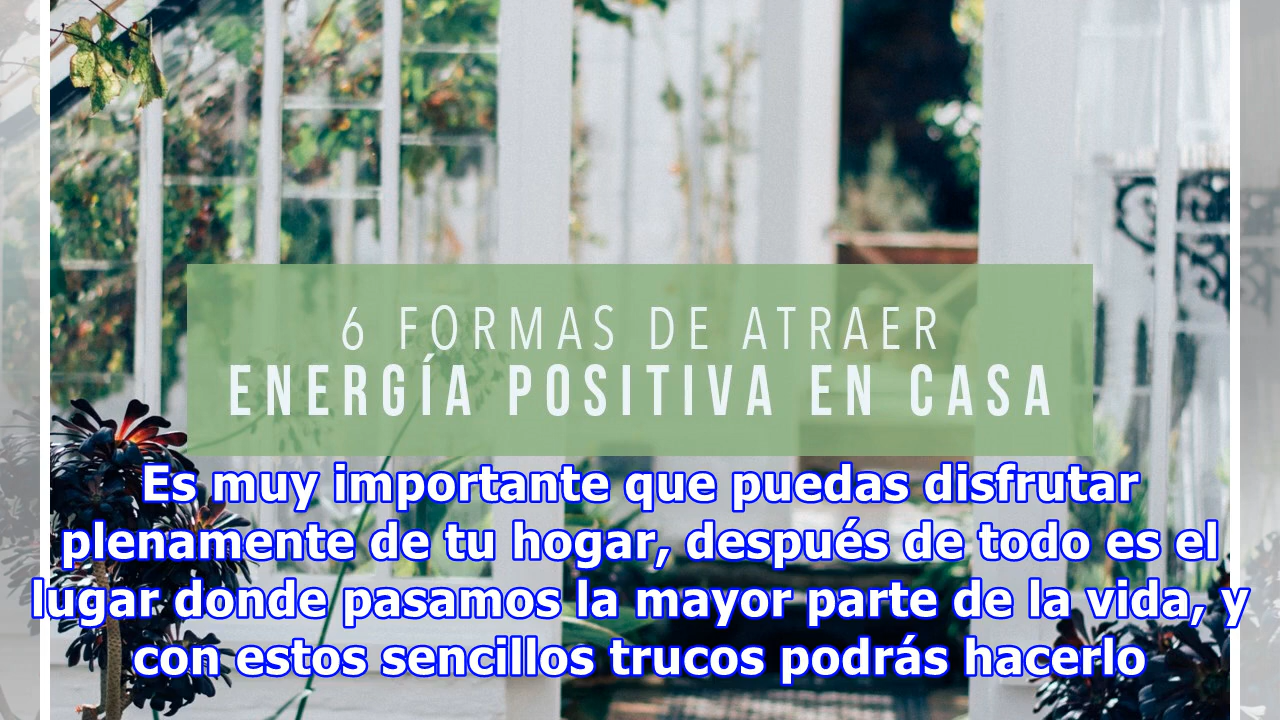 6 FORMAS DE ATRAER
ENERGÍA POSITIVA EN CASA
Es muy importante que puedas disfrutar
plenamente de tu hogar, después de todo es el
lugar donde pasamos la mayor parte de la vida, y
con estos sencillos trucos podrás hacerlo